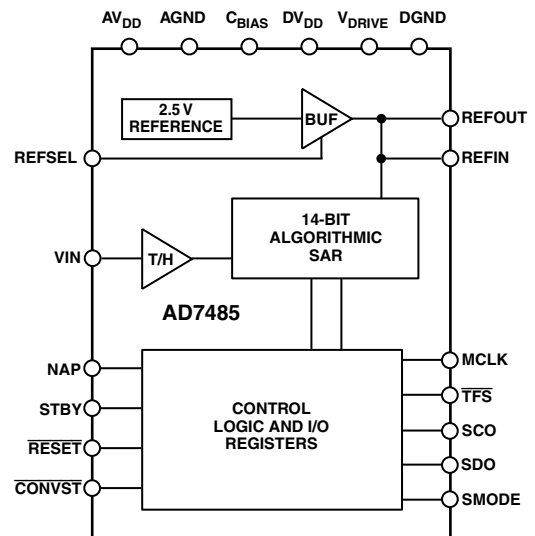 AVDD AGND CBIAS DVDD VDRIVE DGND
2.5 V
REFERENCE
BUF
REFOUT
REFSEL
REFIN
14-BIT
ALGORITHMIC
SAR
VIN
T/H
AD7485
NAP
STBY
RESET
CONVST
CONTROL
LOGIC AND I/O
REGISTERS
MCLK
TFS
SCO
SDO
SMODE